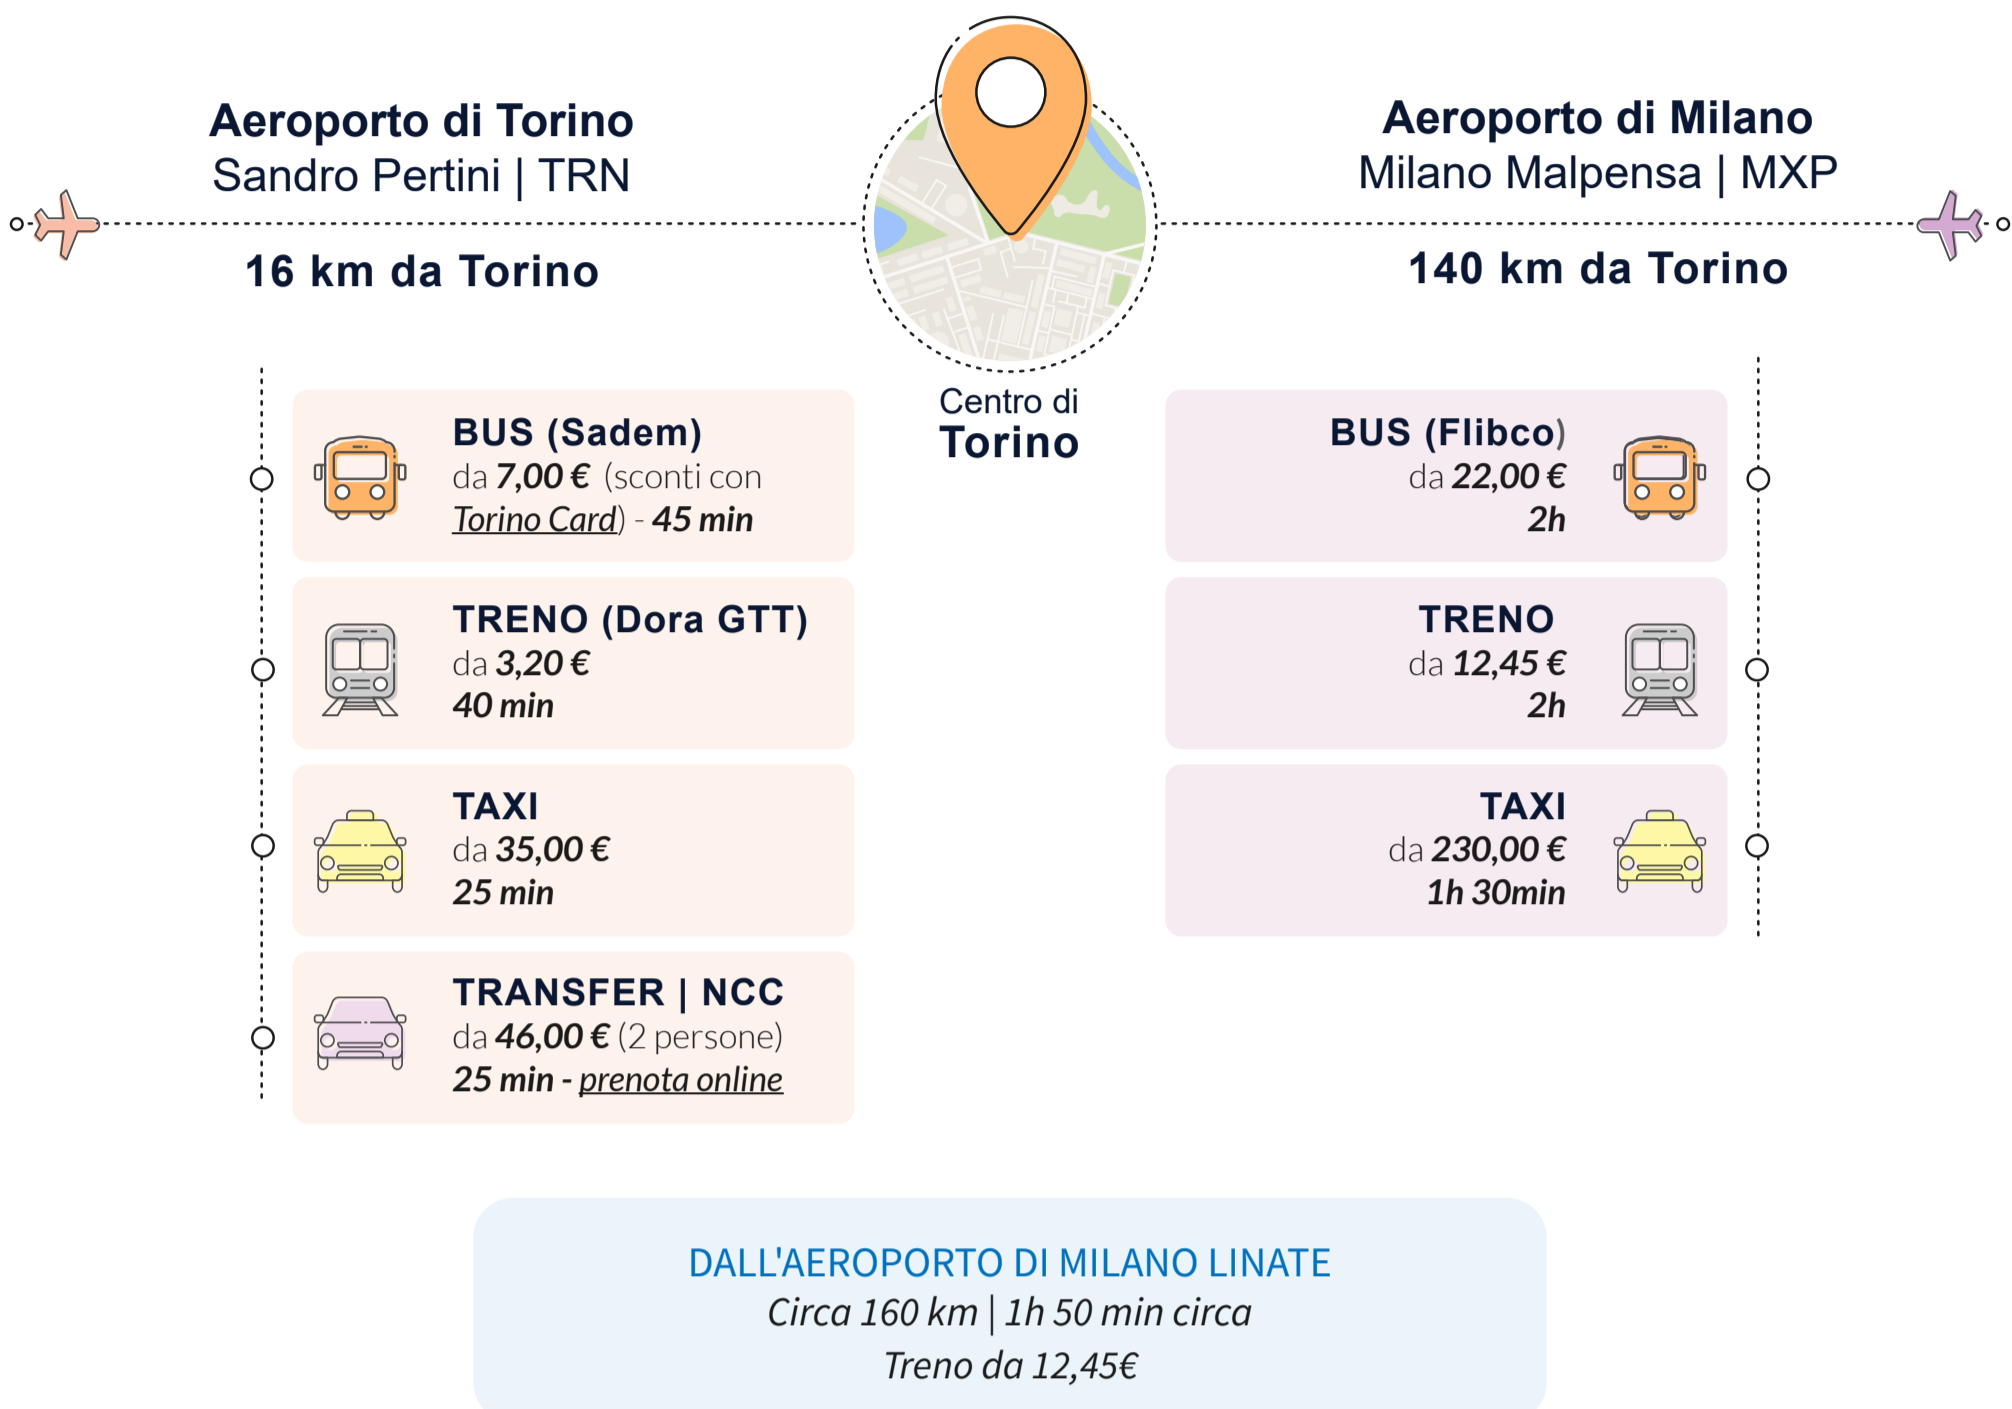 Aeroporto di Torino
Sandro Pertini | TRN
16 km da Torino
Aeroporto di Milano
Milano Malpensa | MXP
140 km da Torino
Centro di
Torino
BUS (Sadem)
da 7,00 € (sconti con
Torino Card) - 45 min
TRENO (Dora GTT)
da 3,20 €
40 min
TAXI
da 35,00 €
25 min
TRANSFER | NCC
da 46,00 € (2 persone)
25 min - prenota online
BUS (Flibco)
da 22,00 €
2h
TRENO
da 12,45 €
2h
TAXI
da 230,00 €
1h 30min
DALL'AEROPORTO DI MILANO LINATE
Circa 160 km | 1h 50 min circa
Treno da 12,45€